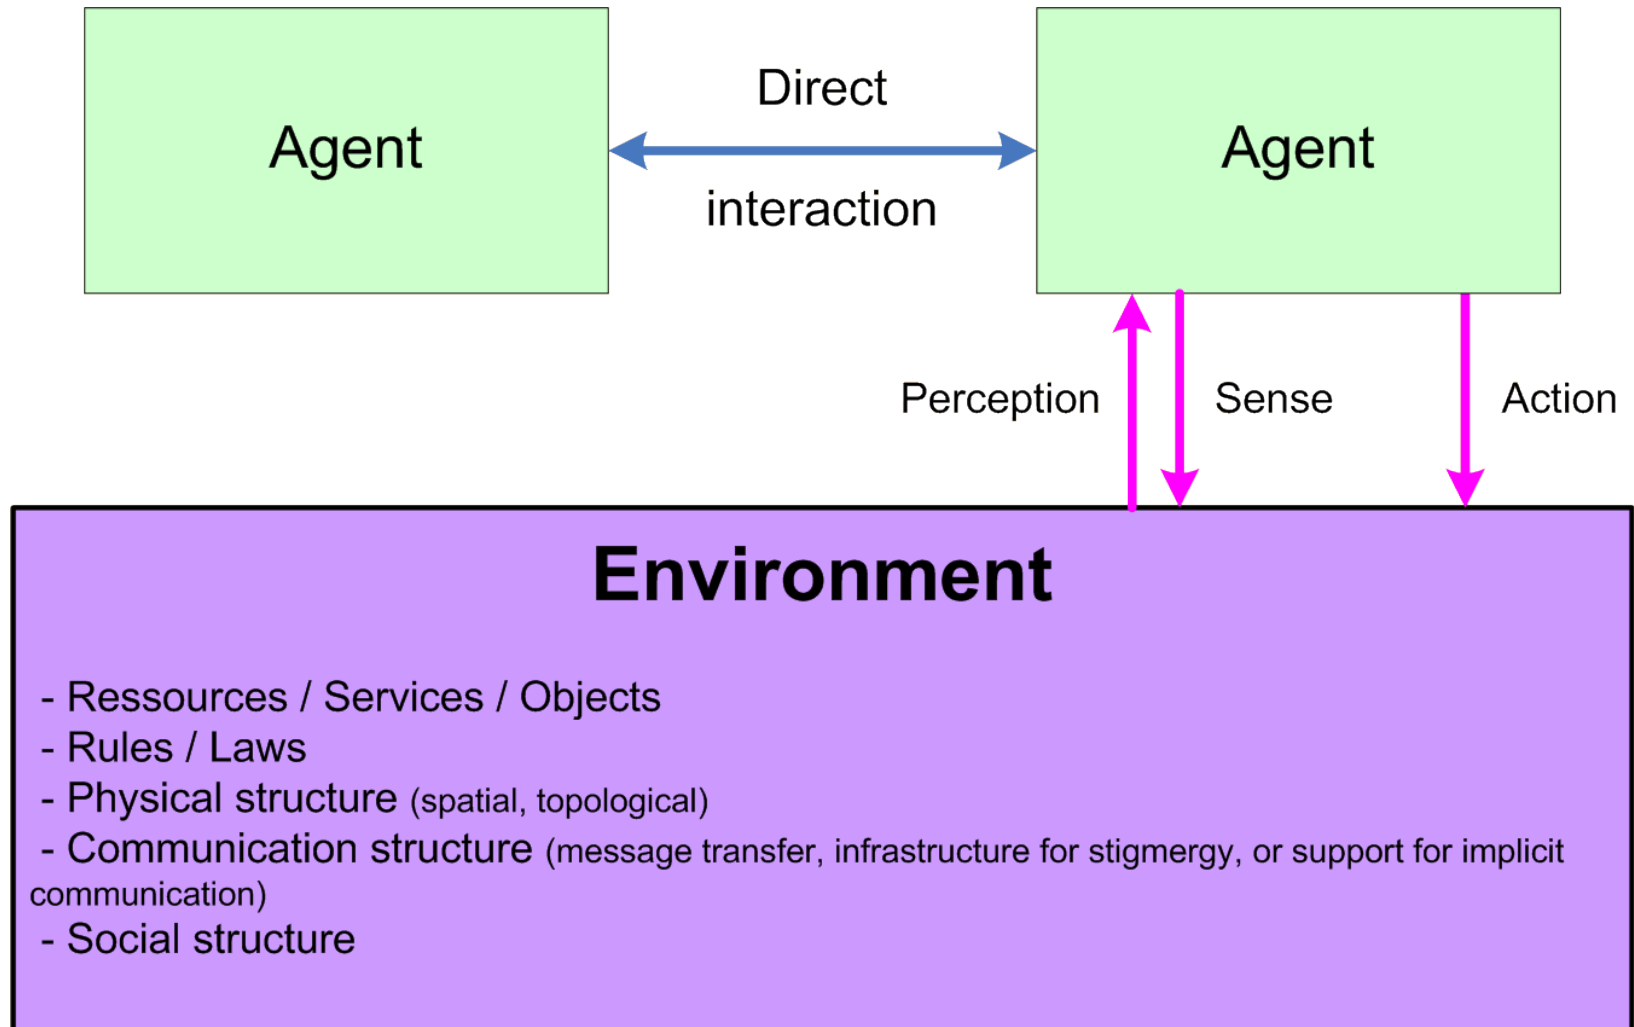 Agent
Direct
interaction
Agent
Perception
Sense
Action
Environment
- Ressources / Services / Objects
- Rules / Laws
- Physical structure (spatial, topological)
- Communication structure (message transfer, infrastructure for stigmergy, or support for implicit
communication)
- Social structure